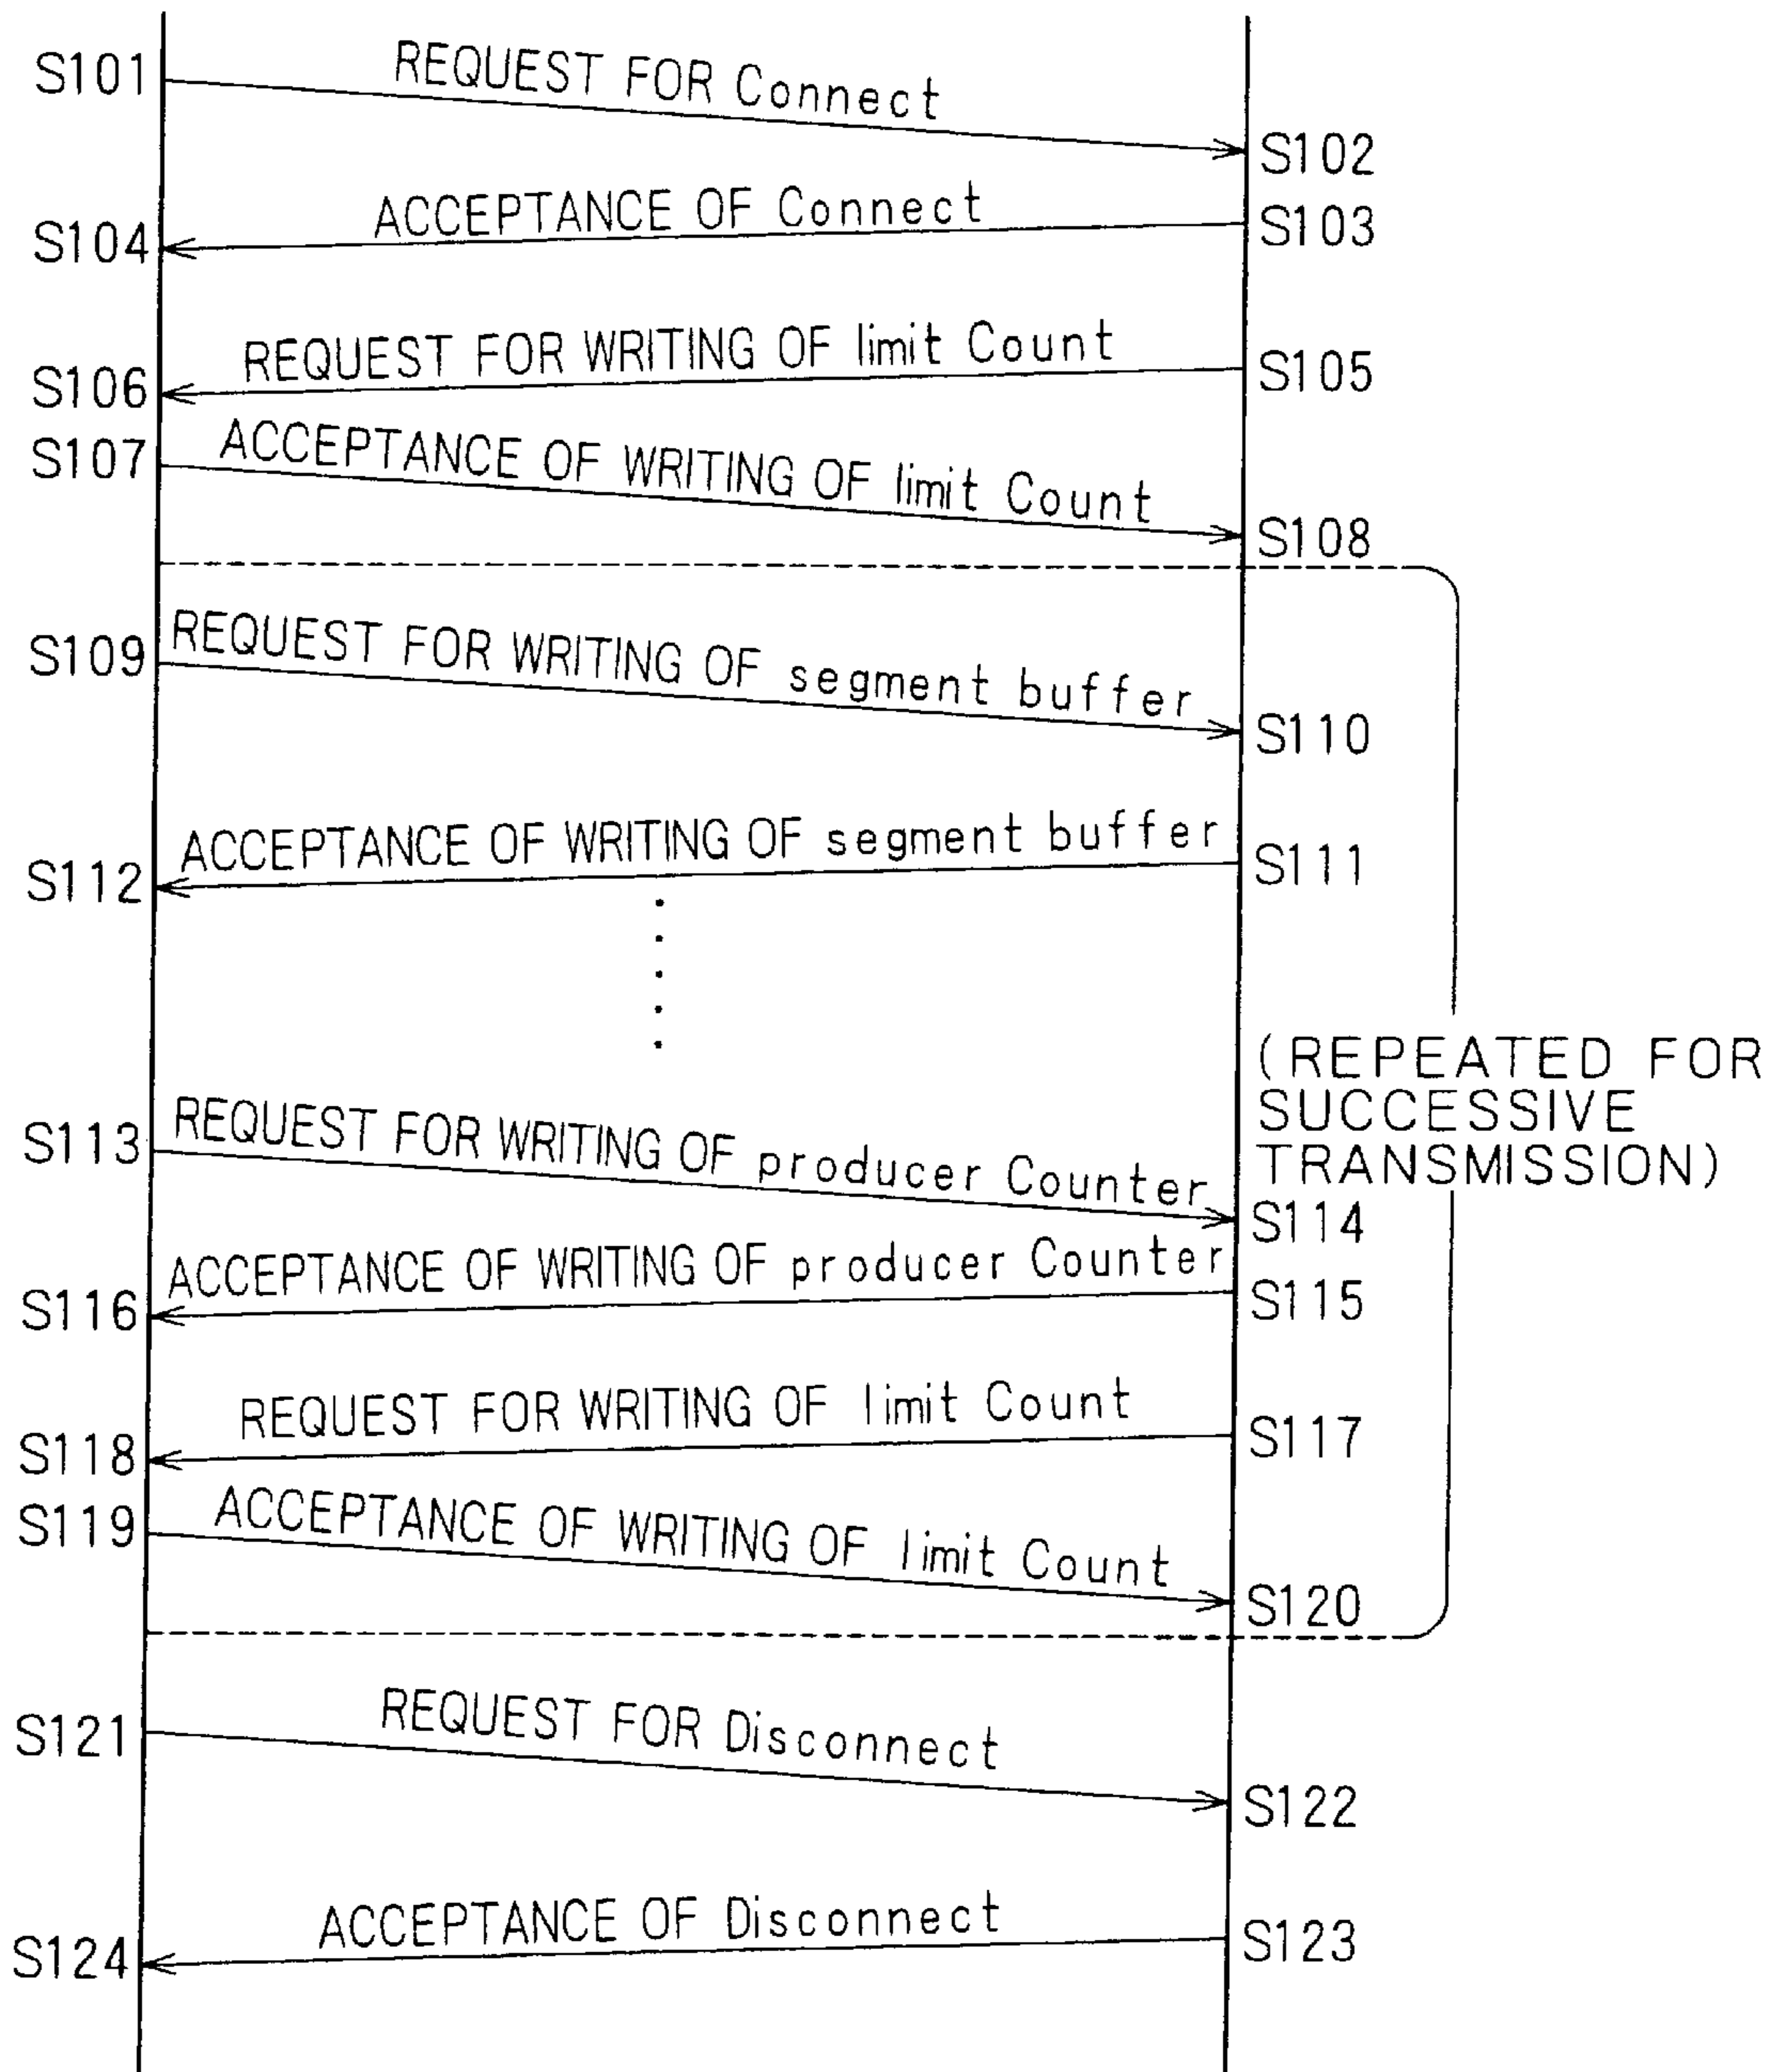 S101
REQUEST FOR Connect
S102
ACCEPTANCE OF Connect
S103
S104
REQUEST FOR WRITING OF limit Count
S105
S106
S107
ACCEPTANCE OF WRITING OF limit Count
S108
S109
REQUEST FOR WRITING OF segment buffer
S110
ACCEPTANCE OF WRITING OF segment buffer
S111
S112
(REPEATED FOR
SUCCESSIVE
TRANSMISSION)
S113
REQUEST FOR WRITING OF producer Counter
S114
ACCEPTANCE OF WRITING OF producer Counter
S115
S116
REQUEST FOR WRITING OF limit Count
S117
S118
S119
ACCEPTANCE OF WRITING OF limit Count
S120
S121
REQUEST FOR Disconnect
S122
ACCEPTANCE OF Disconnect
S123
S124